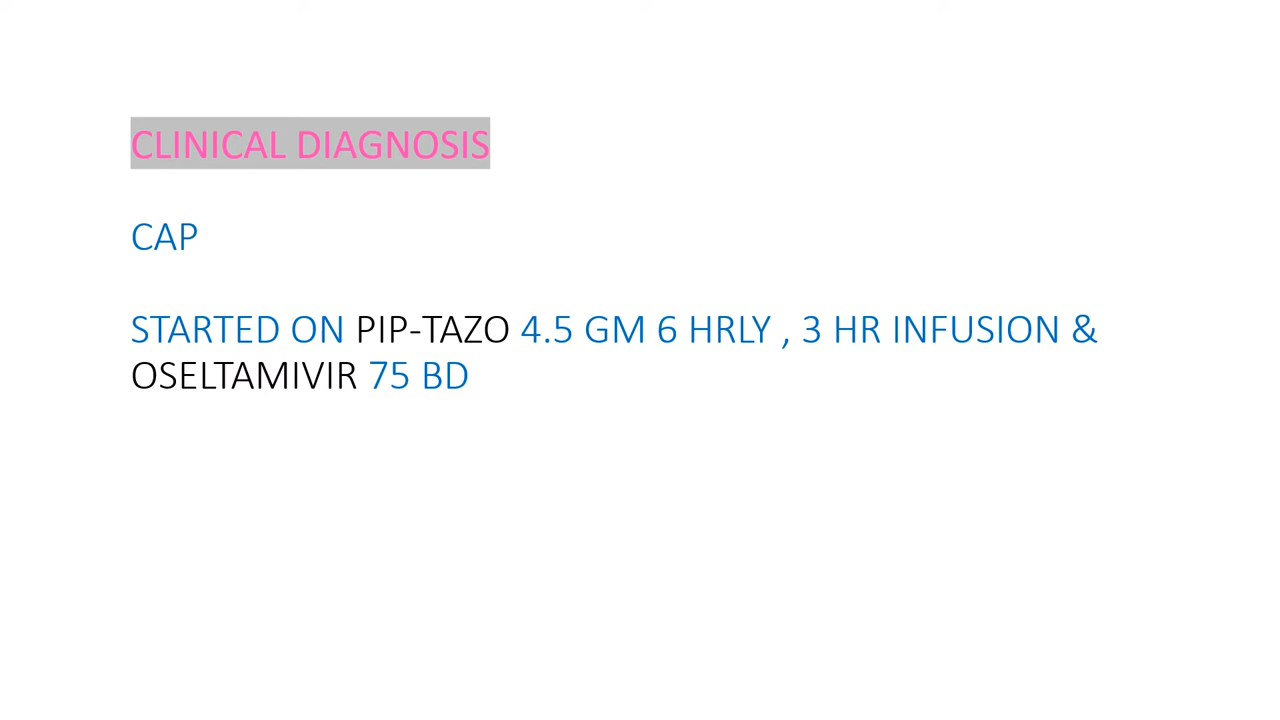 CLINICAL DIAGNOSIS
CAP
STARTED ON PIP-TAZO 4.5 GM 6 HRLY , 3 HR INFUSION &
OSELTAMIVIR 75 BD